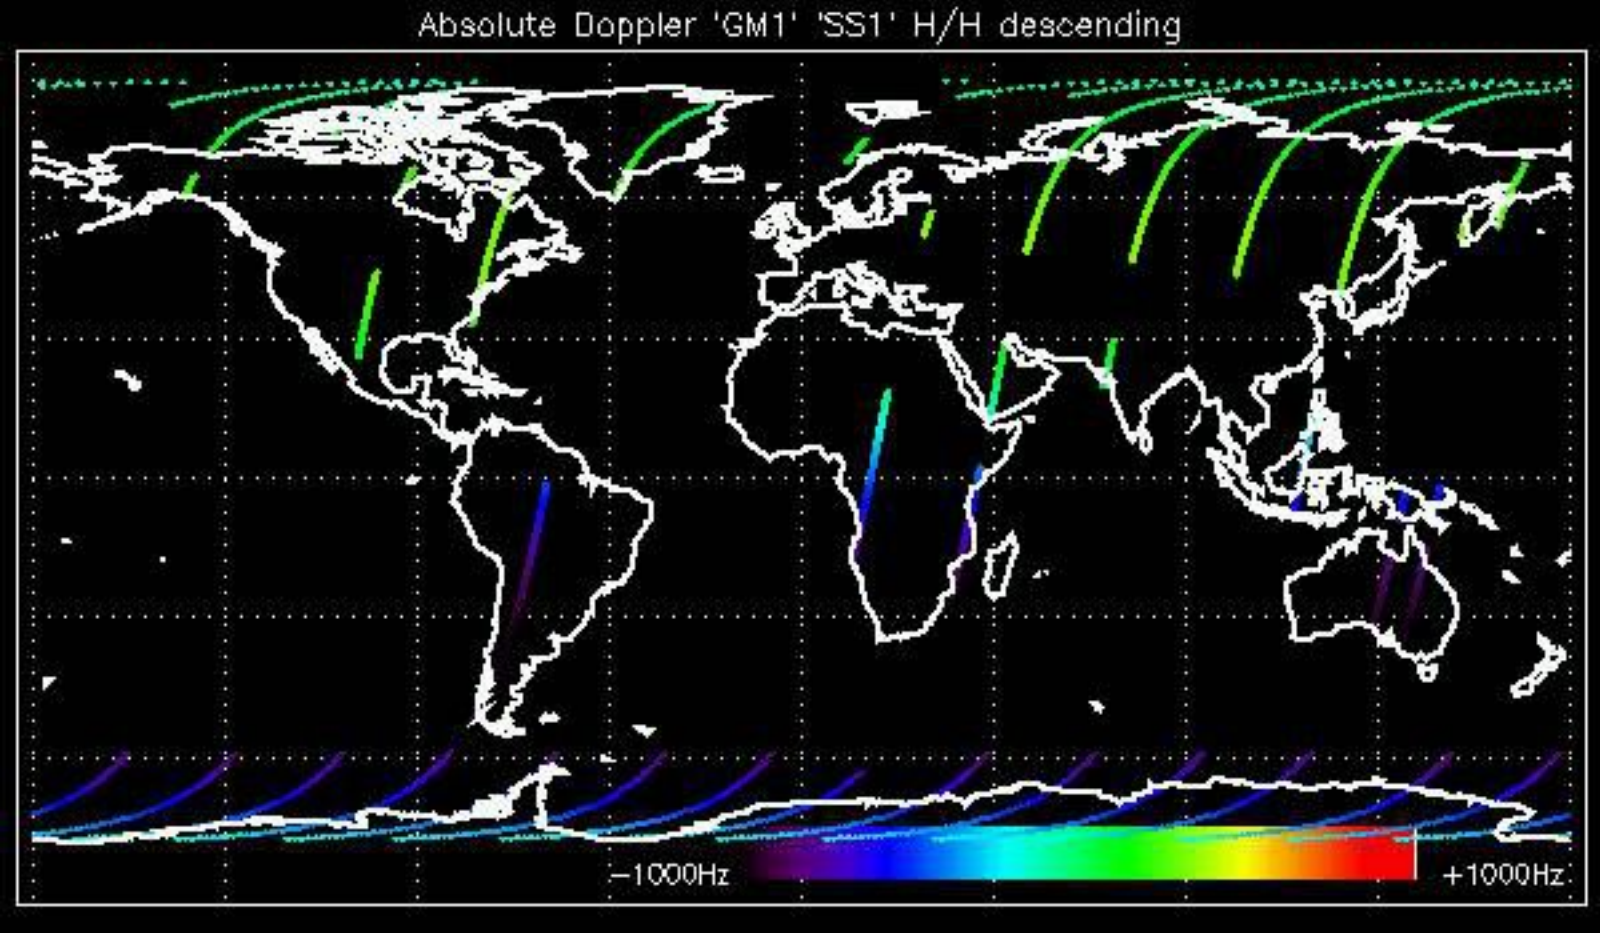 Absolute Doppler 'GM1' 'SS1' H/H descending
−1000Hz
+1000Hz